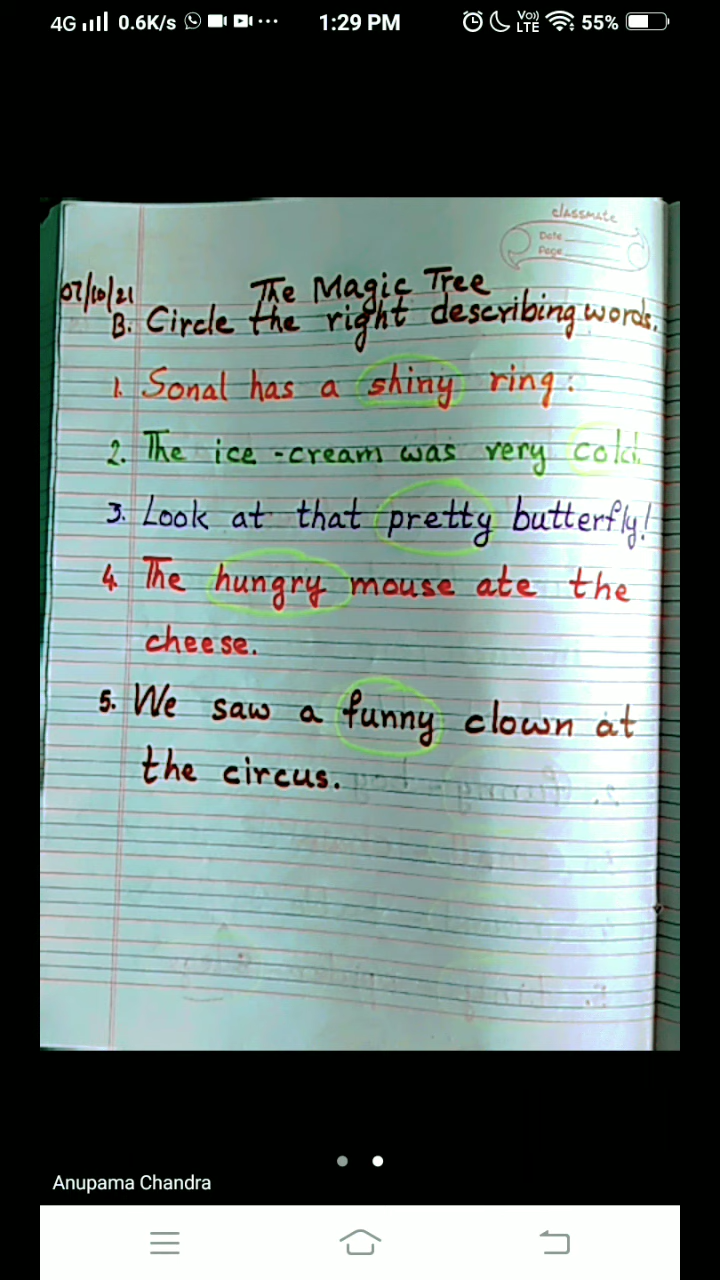 4G 0.6K/s ... 1:29 PM Vo) LTE 55%
classmate
Date
Page
07/10/21 The Magic Tree
B. Circle the right describing words.
1. Sonal has a shiny ring.
2. The ice-cream was very cold.
3. Look at that pretty butterfly!
4. The hungry mouse ate the
cheese.
5. We saw a funny clown at
the circus.
Anupama Chandra